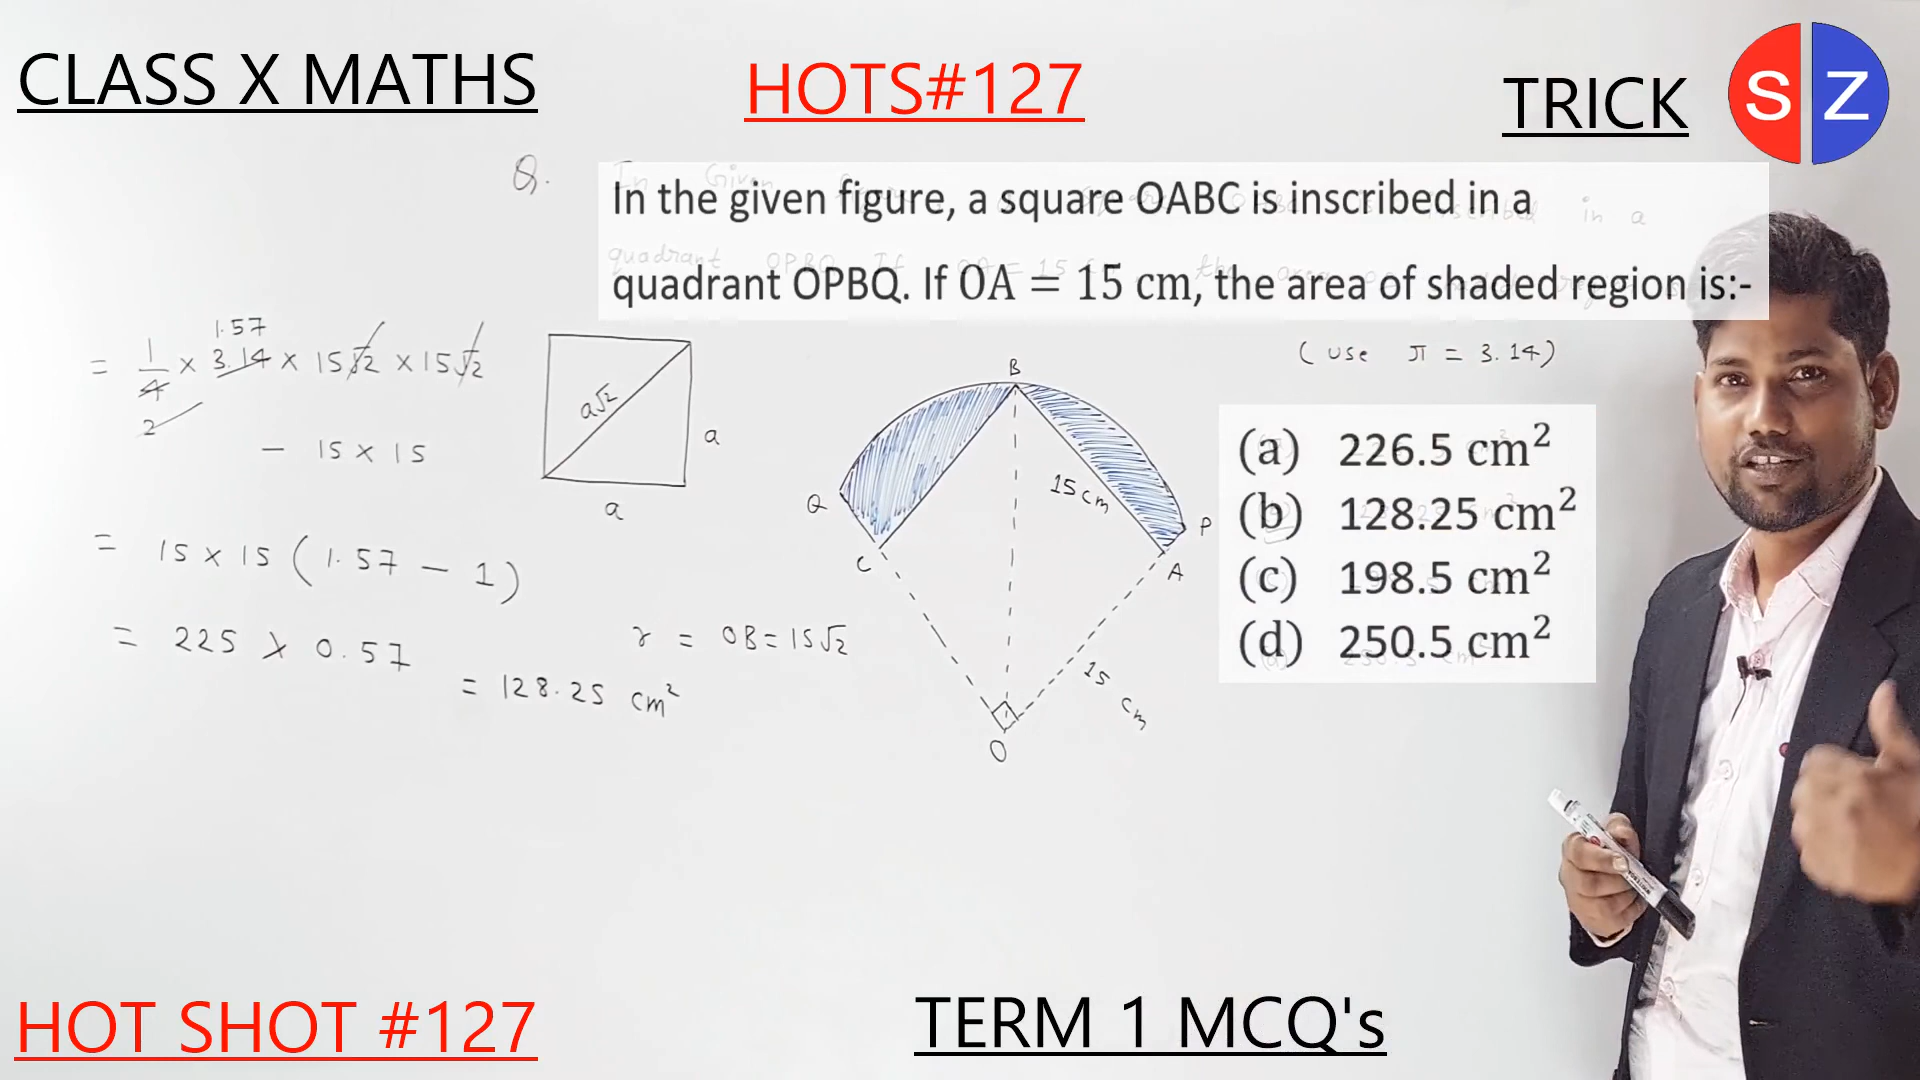 CLASS X MATHS
HOTS#127
TRICK
S Z
Q.
In the given figure, a square OABC is inscribed in a
quadrant OPBQ. If OA = 15 cm, the area of shaded region is:-
(use π = 3.14)
1.57
= 1/4 × 3.14 × 15√2 × 15√2
2
− 15 × 15
a√2
a
a
= 15 × 15 (1.57 − 1)
= 225 × 0.57
= 128.25 cm²
r = OB = 15√2
B
Q
C
15 cm
P
A
15 cm
O
(a) 226.5 cm²
(b) 128.25 cm²
(c) 198.5 cm²
(d) 250.5 cm²
HOT SHOT #127
TERM 1 MCQ's